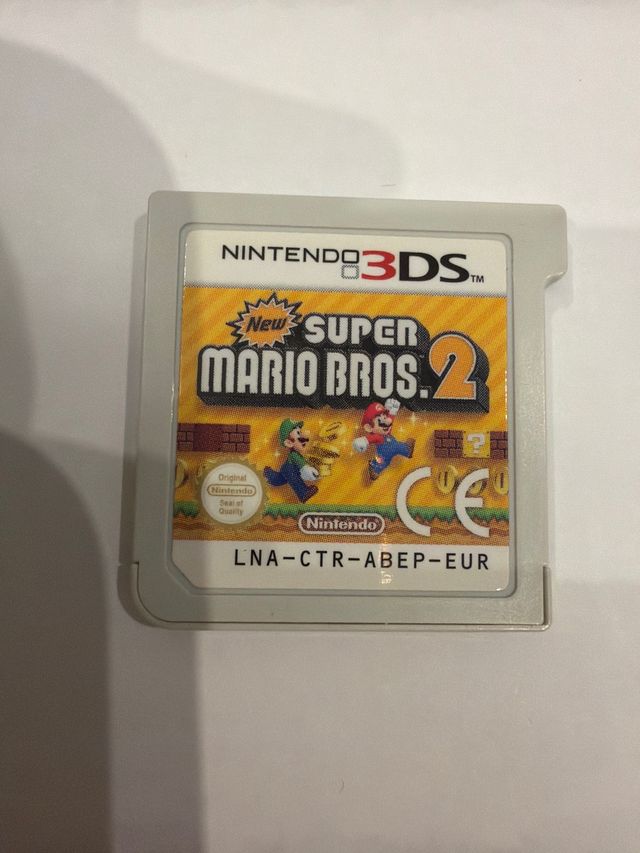 NINTENDO3DS™
New SUPER
MARIO BROS. 2
?
Original
Nintendo
Seal of
Quality
CE
Nintendo
LNA-CTR-ABEP-EUR